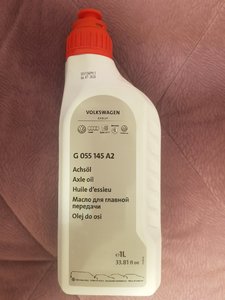 VOLKSWAGEN
G 055 145 A2
Achsöl
Axle oil
Huile d'essieu
Масло для главной
передачи
Olej do osi
e 1L
33.81 fl oz